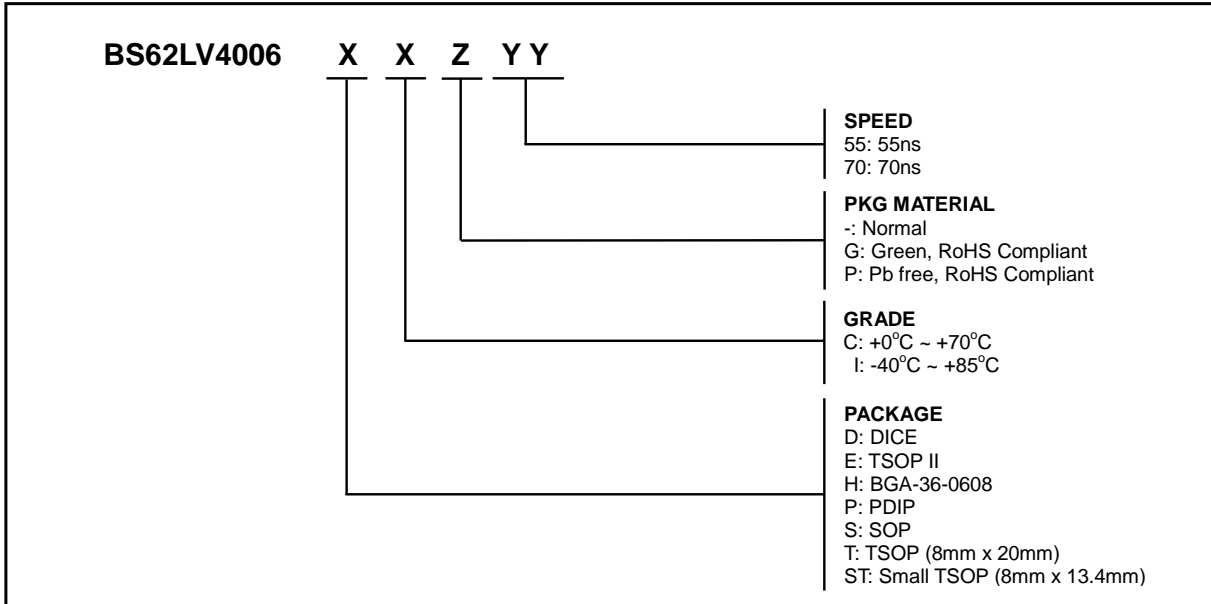 BS62LV4006 X X Z Y Y
SPEED
55: 55ns
70: 70ns
PKG MATERIAL
-: Normal
G: Green, RoHS Compliant
P: Pb free, RoHS Compliant
GRADE
C: +0°C ~ +70°C
I: -40°C ~ +85°C
PACKAGE
D: DICE
E: TSOP II
H: BGA-36-0608
P: PDIP
S: SOP
T: TSOP (8mm x 20mm)
ST: Small TSOP (8mm x 13.4mm)